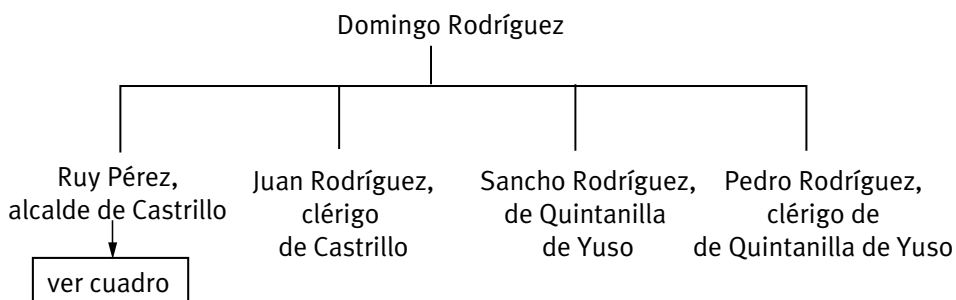 Domingo Rodríguez
Ruy Pérez,
alcalde de Castrillo
ver cuadro
Juan Rodríguez,
clérigo
de Castrillo
Sancho Rodríguez,
de Quintanilla
de Yuso
Pedro Rodríguez,
clérigo de
de Quintanilla de Yuso